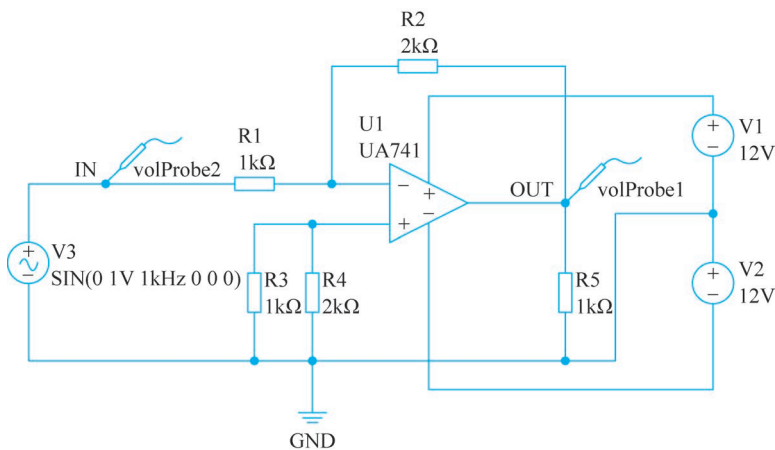 R2
2kΩ
U1
UA741
R1
1kΩ
IN
volProbe2
V1
12V
OUT
volProbe1
V3
SIN(0 1V 1kHz 0 0 0)
R3
1kΩ
R4
2kΩ
R5
1kΩ
V2
12V
GND